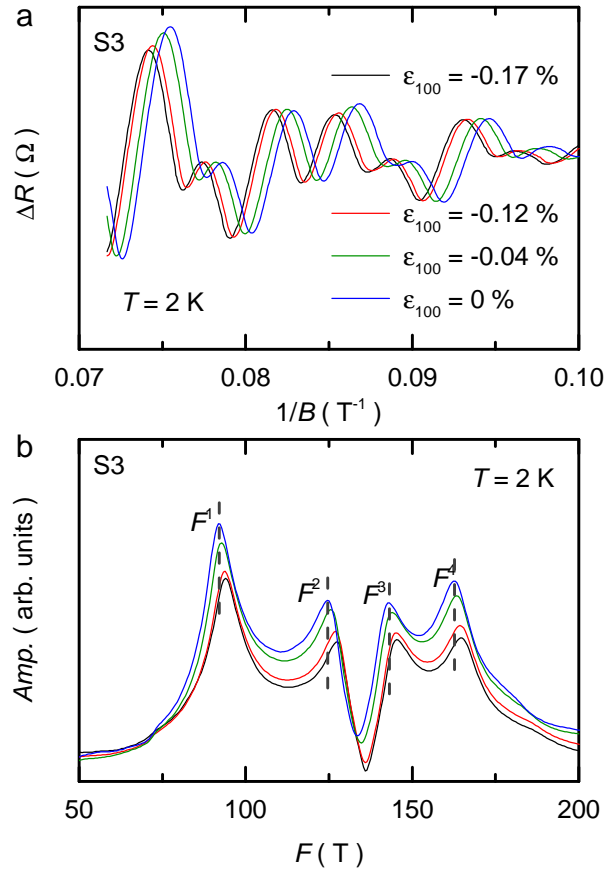 a
S3
ε100 = -0.17 %
ε100 = -0.12 %
ε100 = -0.04 %
ε100 = 0 %
T = 2 K
ΔR ( Ω )
0.07 0.08 0.09 0.10
1/B ( T-1 )
b
S3
T = 2 K
F1 F2 F3 F4
Amp. ( arb. units )
50 100 150 200
F ( T )